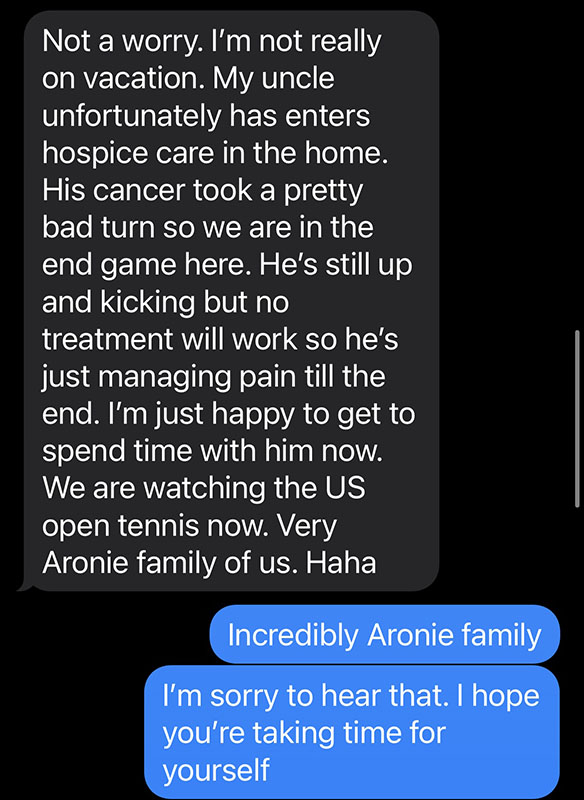 Not a worry. I’m not really
on vacation. My uncle
unfortunately has enters
hospice care in the home.
His cancer took a pretty
bad turn so we are in the
end game here. He’s still up
and kicking but no
treatment will work so he’s
just managing pain till the
end. I’m just happy to get to
spend time with him now.
We are watching the US
open tennis now. Very
Aronie family of us. Haha
Incredibly Aronie family
I’m sorry to hear that. I hope
you’re taking time for
yourself